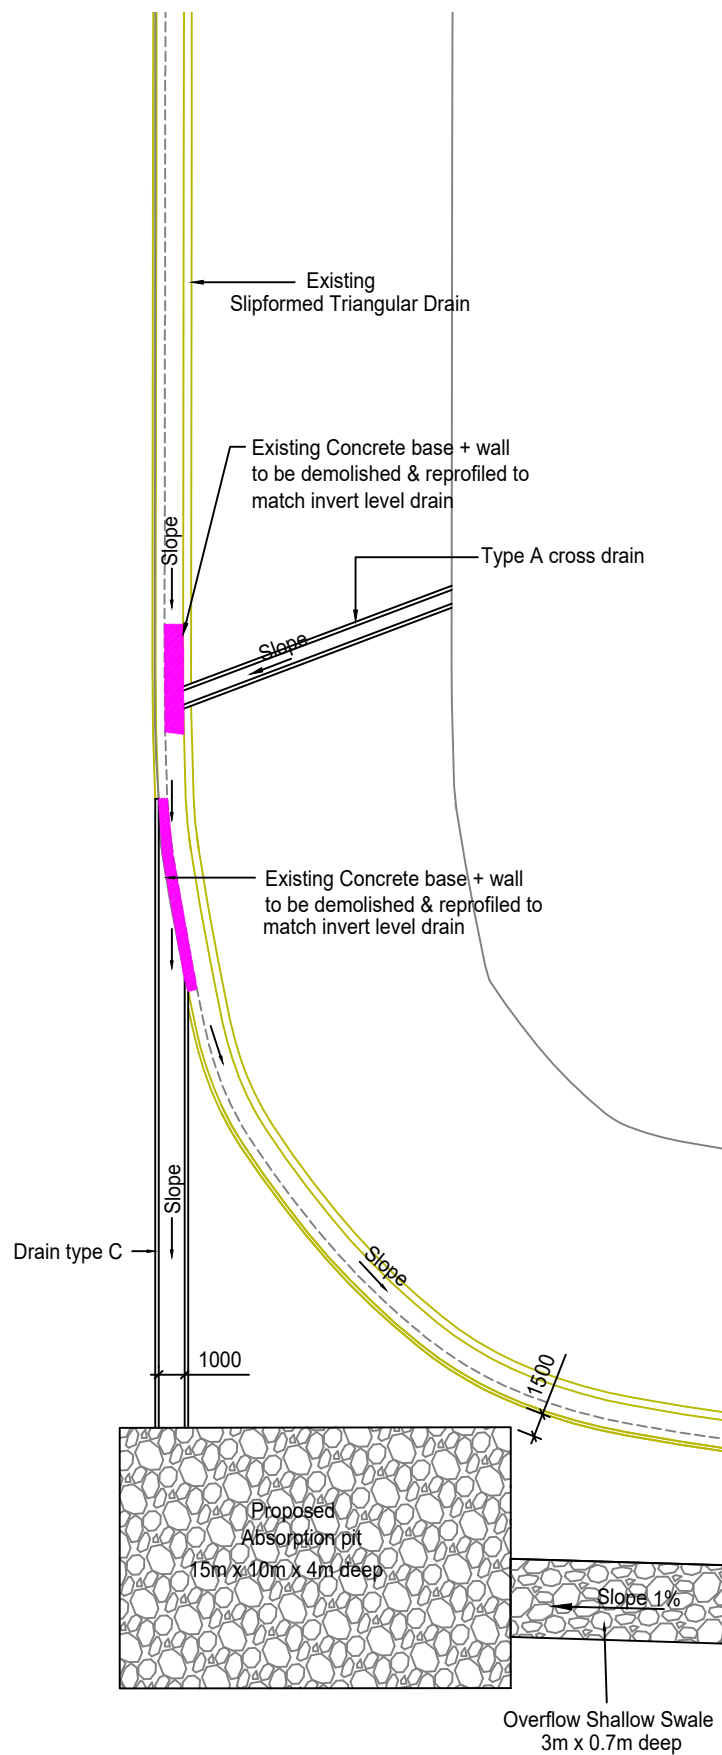 Existing
Slipformed Triangular Drain
Existing Concrete base + wall
to be demolished & reprofiled to
match invert level drain
Slope
Type A cross drain
Slope
Existing Concrete base + wall
to be demolished & reprofiled to
match invert level drain
Slope
Drain type C
Slope
1000
1500
Proposed
Absorption pit
15m x 10m x 4m deep
Slope 1%
Overflow Shallow Swale
3m x 0.7m deep